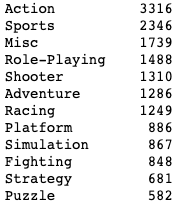 Action 3316
Sports 2346
Misc 1739
Role-Playing 1488
Shooter 1310
Adventure 1286
Racing 1249
Platform 886
Simulation 867
Fighting 848
Strategy 681
Puzzle 582